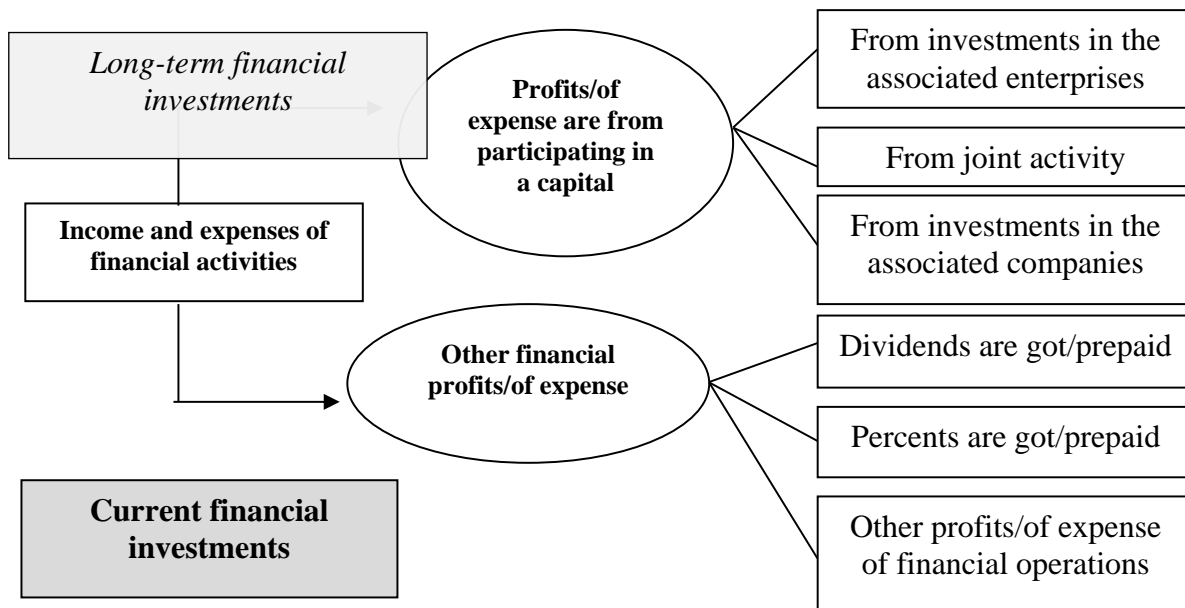 Long-term financial
investments
Income and expenses of
financial activities
Current financial
investments
Profits/of
expense are from
participating in
a capital
Other financial
profits/of expense
From investments in the
associated enterprises
From joint activity
From investments in the
associated companies
Dividends are got/prepaid
Percents are got/prepaid
Other profits/of expense
of financial operations